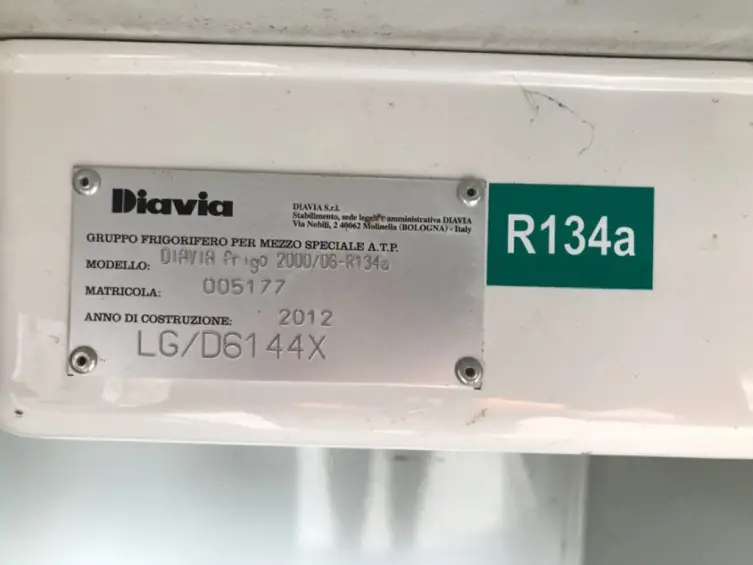 Diavia
DIAVIA S.r.l.
Stabilimento, sede legale e amministrativa DIAVIA
Via Nobili, 2 40062 Molinella (BOLOGNA) - Italy
GRUPPO FRIGORIFERO PER MEZZO SPECIALE A.T.P.
MODELLO: DIAVIA frigo 2000/06-R134a
MATRICOLA: 005177
ANNO DI COSTRUZIONE: 2012
LG/D6144X
R134a